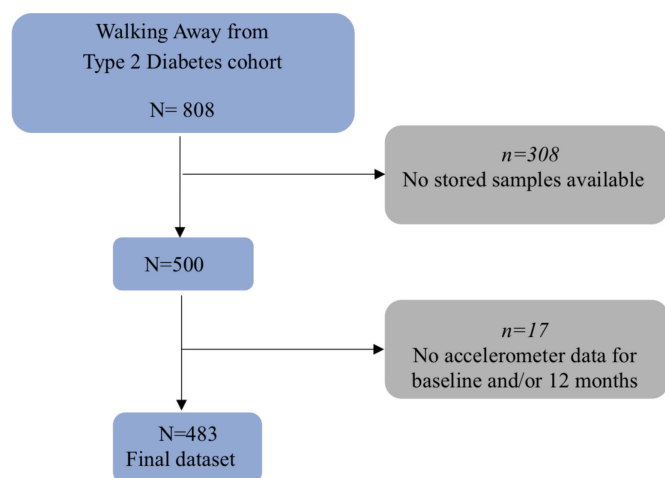 Walking Away from
Type 2 Diabetes cohort
N= 808
n=308
No stored samples available
N=500
n=17
No accelerometer data for
baseline and/or 12 months
N=483
Final dataset